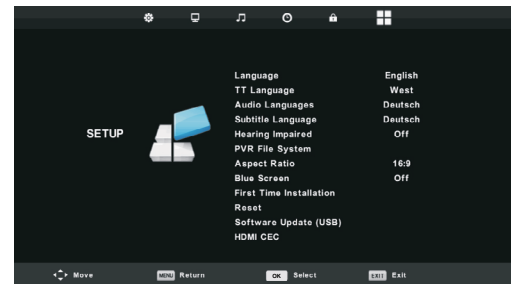 SETUP
Language English
TT Language West
Audio Languages Deutsch
Subtitle Language Deutsch
Hearing Impaired Off
PVR File System
Aspect Ratio 16:9
Blue Screen Off
First Time Installation
Reset
Software Update (USB)
HDMI CEC
Move MENU Return OK Select EXIT Exit